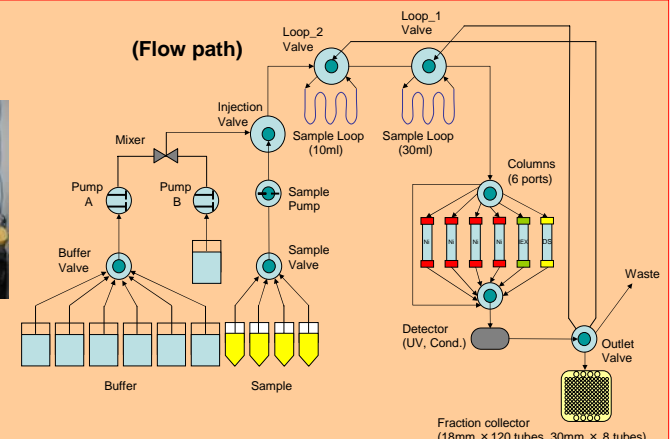 (Flow path)
Loop_2
Valve
Loop_1
Valve
Injection
Valve
Mixer
Sample Loop
(10ml)
Sample Loop
(30ml)
Pump
A
Pump
B
Sample
Pump
Columns
(6 ports)
Buffer
Valve
Sample
Valve
Ni
Ni
Ni
Ni
EX
DS
Waste
Detector
(UV, Cond.)
Outlet
Valve
Buffer
Sample
Fraction collector
(18mm ×120 tubes, 30mm × 8 tubes)